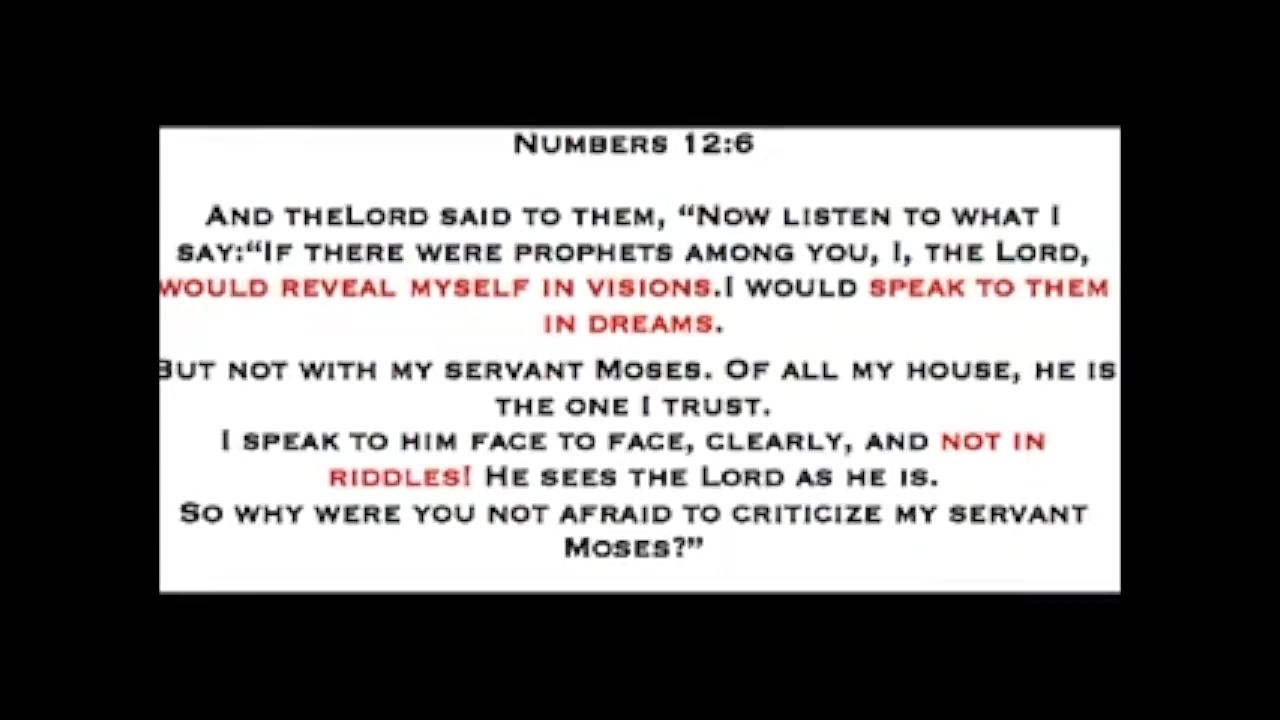 Numbers 12:6
And theLord said to them, “Now listen to what I
say:“If there were prophets among you, I, the Lord,
would reveal myself in visions.I would speak to them
in dreams.
But not with my servant Moses. Of all my house, he is
the one I trust.
I speak to him face to face, clearly, and not in
riddles! He sees the Lord as he is.
So why were you not afraid to criticize my servant
Moses?”